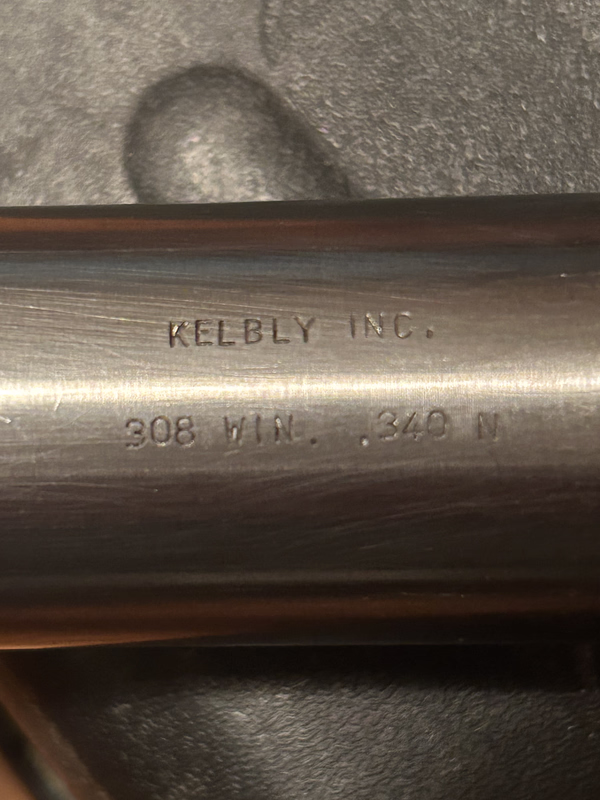 KELBLY INC.
308 WIN. .340 N